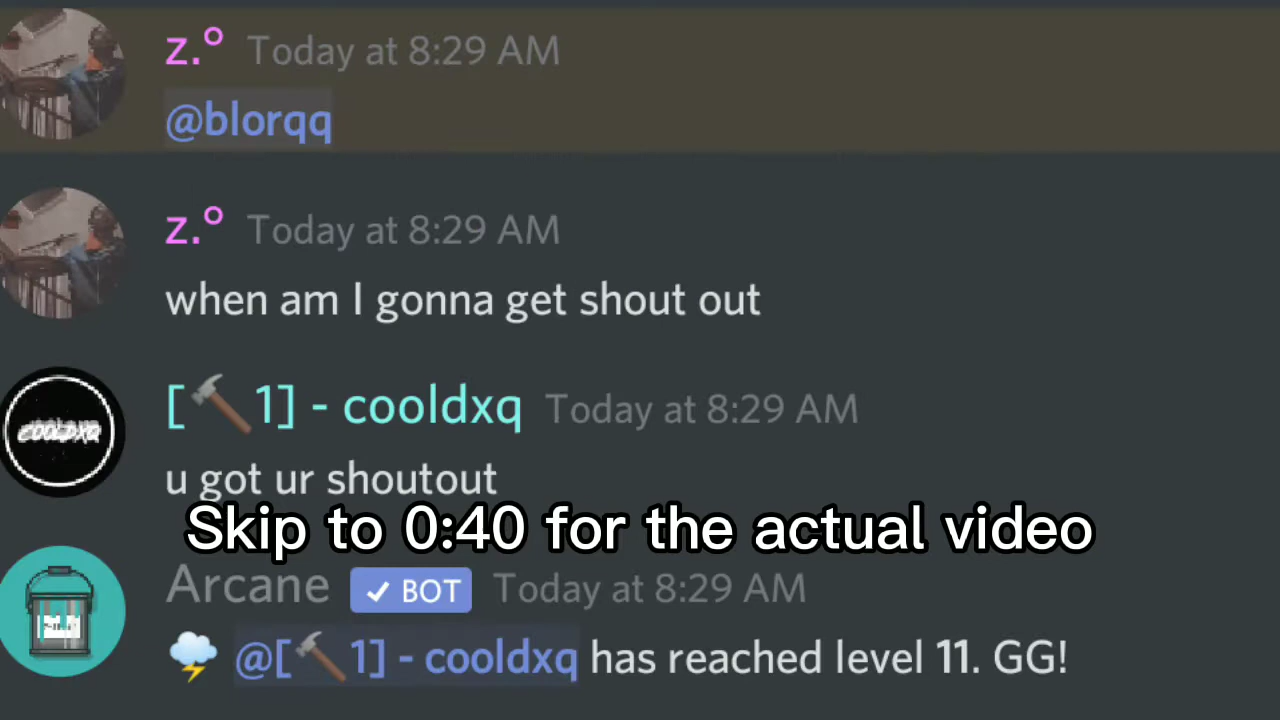 z.° Today at 8:29 AM
@blorqq
z.° Today at 8:29 AM
when am I gonna get shout out
[🔨1] - cooldxq Today at 8:29 AM
COOLDXQ
u got ur shoutout
Skip to 0:40 for the actual video
Arcane ✓ BOT Today at 8:29 AM
🌩️ @[🔨1] - cooldxq has reached level 11. GG!